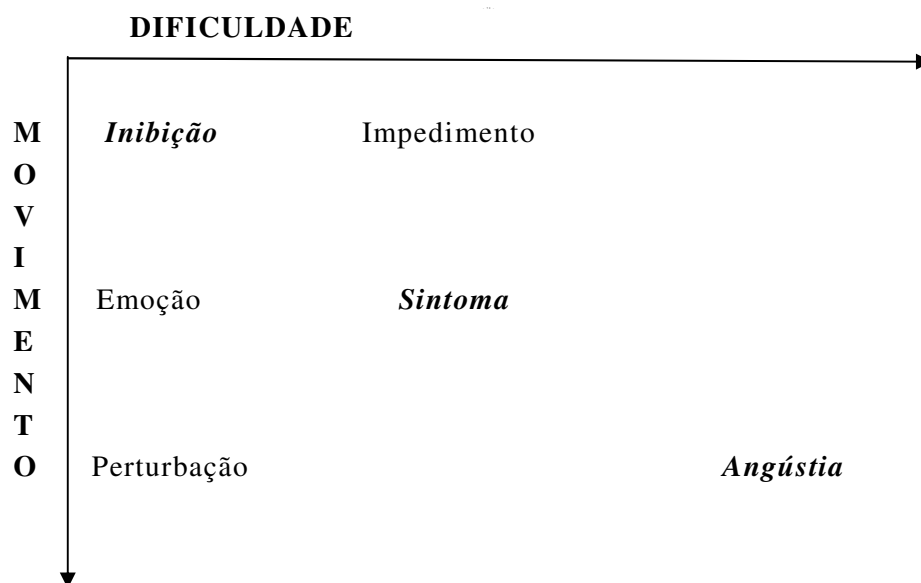 DIFICULDADE
M Inibição Impedimento
O
V
I
M Emoção Sintoma
E
N
T
O Perturbação Angústia